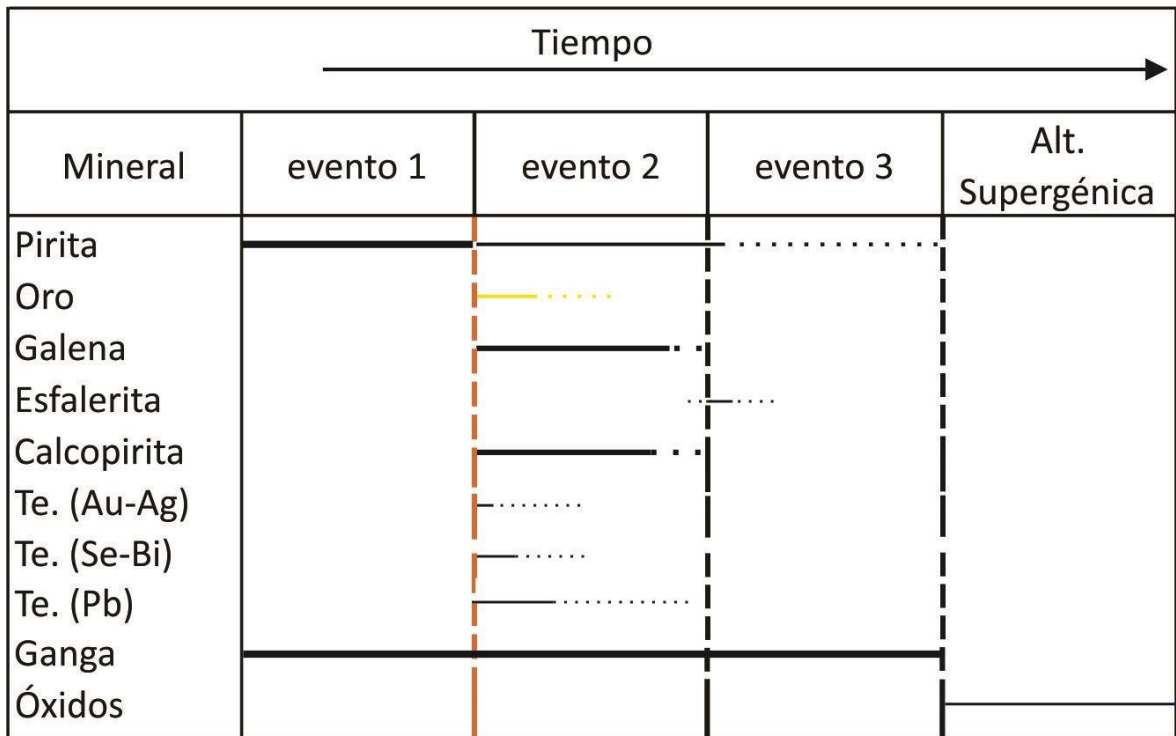 Tiempo
Mineral
evento 1
evento 2
evento 3
Alt.
Supergénica
Pirita
Oro
Galena
Esfalerita
Calcopirita
Te. (Au-Ag)
Te. (Se-Bi)
Te. (Pb)
Ganga
Óxidos